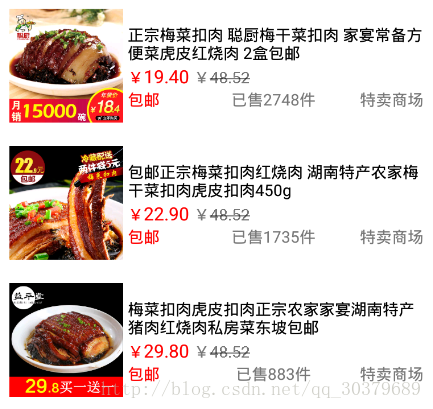 正宗梅菜扣肉 聪厨梅干菜扣肉 家宴常备方
便菜虎皮红烧肉 2盒包邮
¥19.40 ¥48.52
包邮 已售2748件 特卖商场
月销15000碗
年货价
¥18.4
包邮正宗梅菜扣肉红烧肉 湖南特产农家梅
干菜扣肉虎皮扣肉450g
¥22.90 ¥48.52
包邮 已售1735件 特卖商场
22.9元
包邮
冷链配送
两件减5元
梅菜扣肉虎皮扣肉正宗农家家宴湖南特产
猪肉红烧肉私房菜东坡包邮
¥29.80 ¥48.52
包邮 已售883件 特卖商场
29.8买一送一
http://blog.csdn.net/qq_30379689